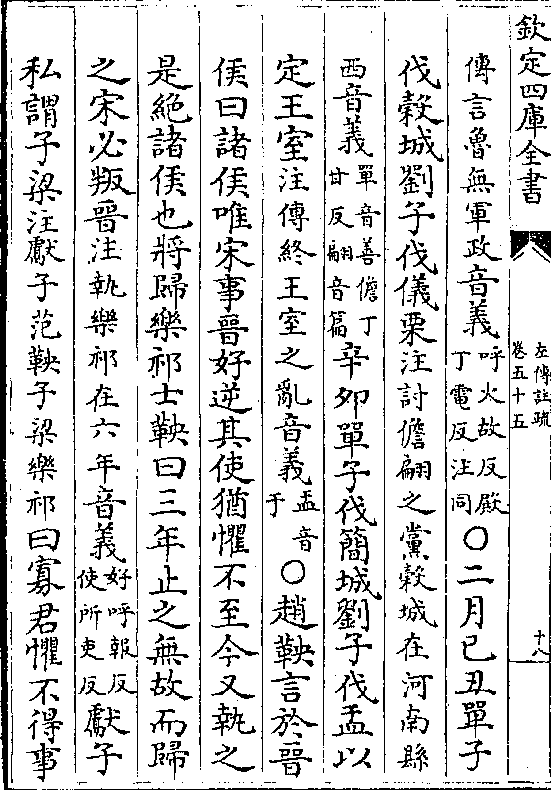 欽定四庫全書
左傳註疏
卷五十五
十八
傳言魯無軍政音義呼火故反殿丁電反注同〇二月己丑單子
伐穀城劉子伐儀栗注討儋翩之黨穀城在河南縣
西音義單音善儋丁甘反翩音篇辛夘單子伐簡城劉子伐盂以
定王室注傳終王室之亂音義盂音于〇趙鞅言於晉
侯曰諸侯唯宋事晉好逆其使猶懼不至今又執之
是絶諸侯也將歸樂祁士鞅曰三年止之無故而歸
之宋必叛晉注執樂祁在六年音義好呼報反使所吏反獻子
私謂子梁注獻子范鞅子梁樂祁曰寡君懼不得事